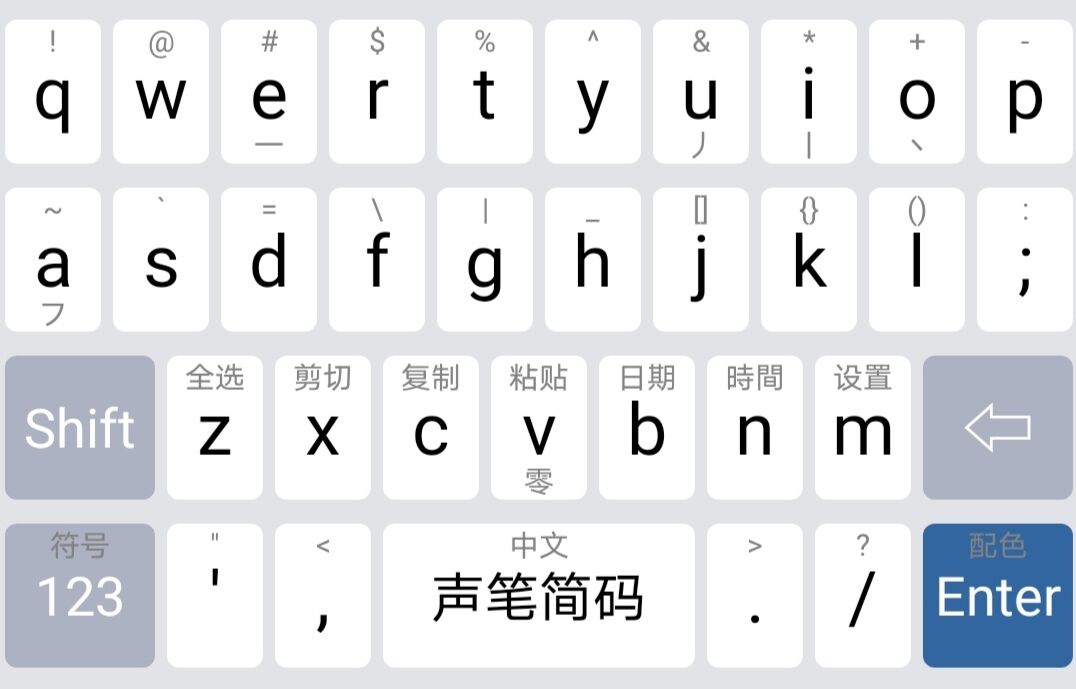 ! @ # $ % ^ & * + -
q w e r t y u i o p
一 丿 丨 丶
~ ` = \ | _ [] {} () :
a s d f g h j k l ;
フ
全选 剪切 复制 粘贴 日期 時間 设置
Shift z x c v b n m
零
符号 " < 中文 > ? 配色
123 ' , 声笔简码 . / Enter